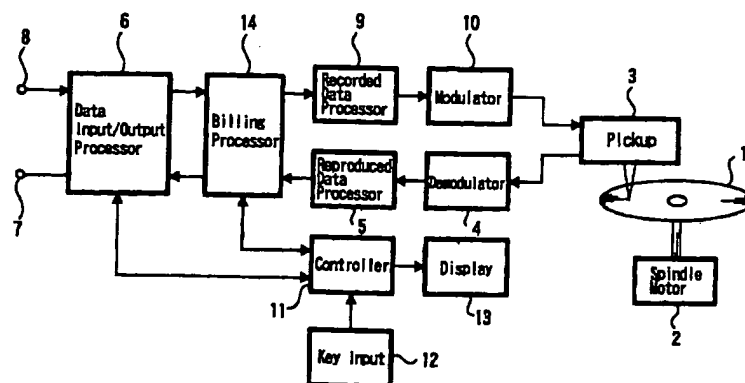 8
6
14
9
10
3
1
Data
Input/Output
Processor
Billing
Processor
Recorded
Data
Processor
Modulator
Pickup
Reproduced
Data
Processor
Demodulator
7
5
4
Controller
Display
Spindle
Motor
11
13
2
Key Input
12